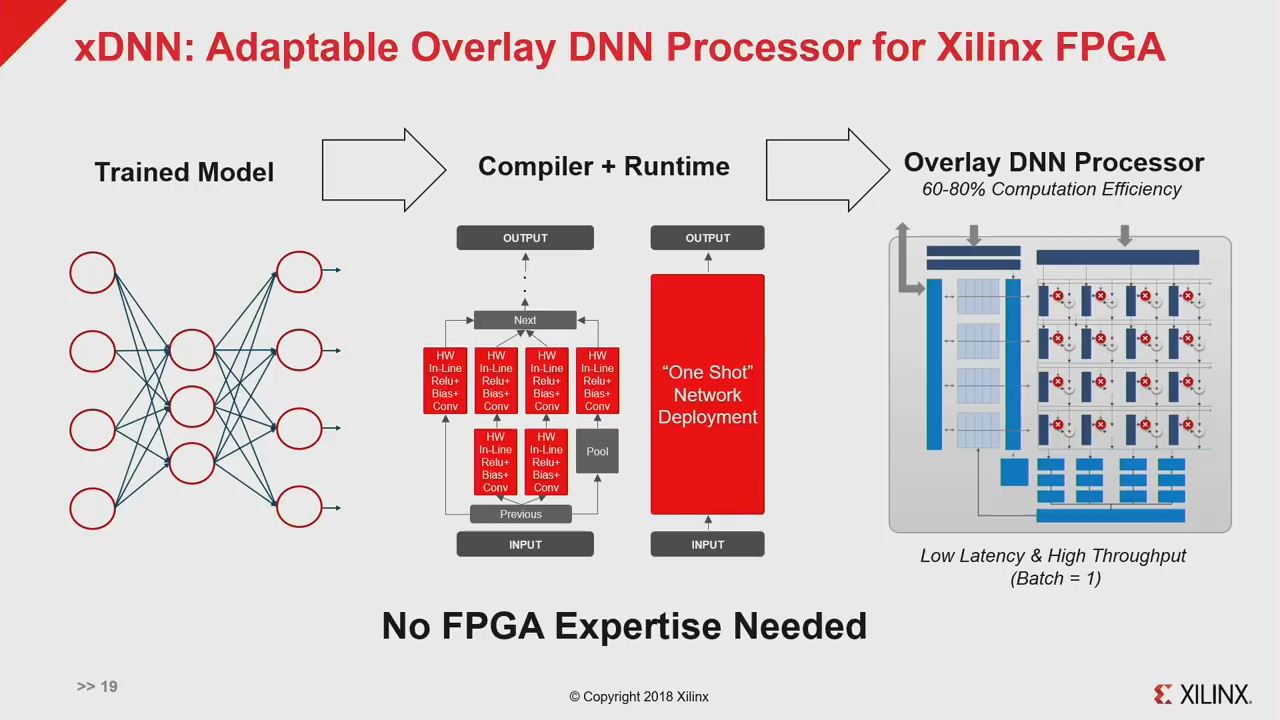 xDNN: Adaptable Overlay DNN Processor for Xilinx FPGA
Trained Model
Compiler + Runtime
Overlay DNN Processor
60-80% Computation Efficiency
OUTPUT
Next
HW
In-Line
Relu+
Bias+
Conv
HW
In-Line
Relu+
Bias+
Conv
HW
In-Line
Relu+
Bias+
Conv
HW
In-Line
Relu+
Bias+
Conv
HW
In-Line
Relu+
Bias+
Conv
HW
In-Line
Relu+
Bias+
Conv
Pool
Previous
INPUT
OUTPUT
“One Shot”
Network
Deployment
INPUT
Low Latency & High Throughput
(Batch = 1)
No FPGA Expertise Needed
>> 19
© Copyright 2018 Xilinx
XILINX.